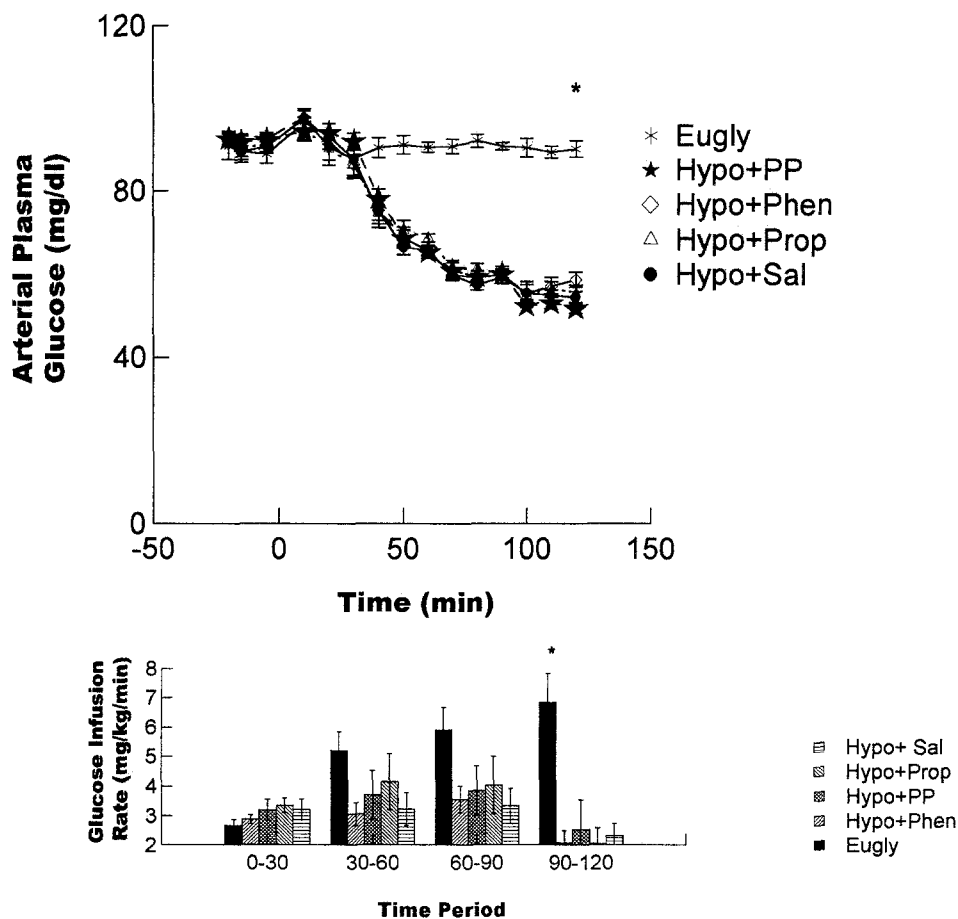 120
80
40
0
-50
0
50
100
150
Arterial Plasma
Glucose (mg/dl)
Time (min)
*
Eugly
Hypo+PP
Hypo+Phen
Hypo+Prop
Hypo+Sal
Glucose Infusion
Rate (mg/kg/min)
8
7
6
5
4
3
2
*
0-30
30-60
60-90
90-120
Time Period
Hypo+ Sal
Hypo+Prop
Hypo+PP
Hypo+Phen
Eugly